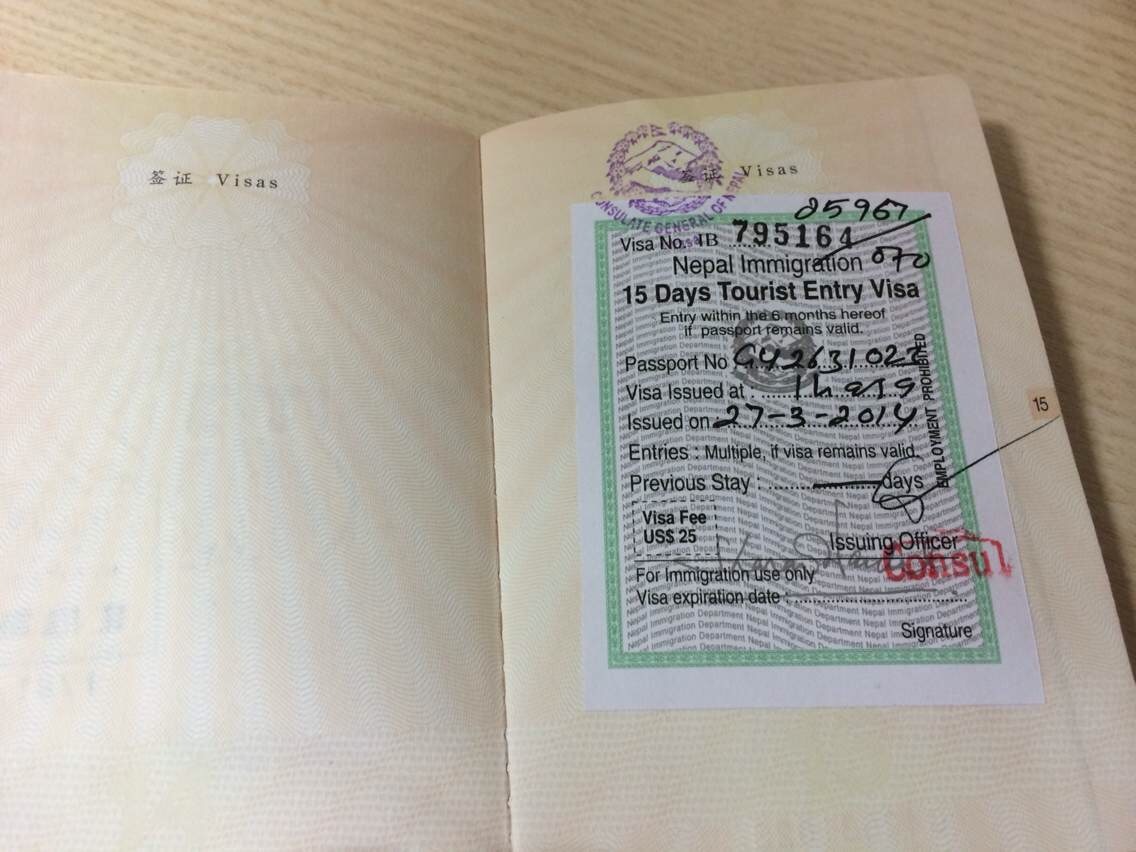 签证 Visas
签证 Visas
CONSULATE GENERAL OF NEPAL
Visa No. 1B 795164
Nepal Immigration 070
15 Days Tourist Entry Visa
Entry within the 6 months hereof
If passport remains valid.
Passport No
Visa Issued at : Lhasa
Issued on : 27-3-2014
Entries : Multiple, if visa remains valid.
Previous Stay : days
EMPLOYMENT PROHIBITED
15
Visa Fee
US$ 25
Issuing Officer
Consul
For Immigration use only
Visa expiration date :
Signature